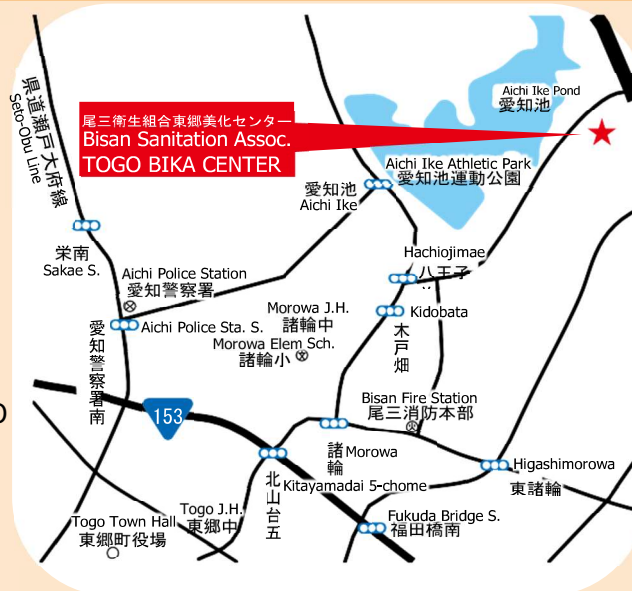 県道瀬戸大府線
Seto-Obu Line
尾三衛生組合東郷美化センター
Bisan Sanitation Assoc.
TOGO BIKA CENTER
Aichi Ike Pond
愛知池
Aichi Ike Athletic Park
愛知池運動公園
愛知池
Aichi Ike
栄南
Sakae S.
Aichi Police Station
愛知警察署
Hachiojimae
八王子
Morowa J.H.
諸輪中
Kidobata
木戸畑
Aichi Police Sta. S.
愛知警察署南
Morowa Elem Sch.
諸輪小
Bisan Fire Station
尾三消防本部
153
諸輪
Morowa
Higashimorowa
東諸輪
北山台五
Kitayamadai 5-chome
Togo J.H.
東郷中
Fukuda Bridge S.
福田橋南
Togo Town Hall
東郷町役場